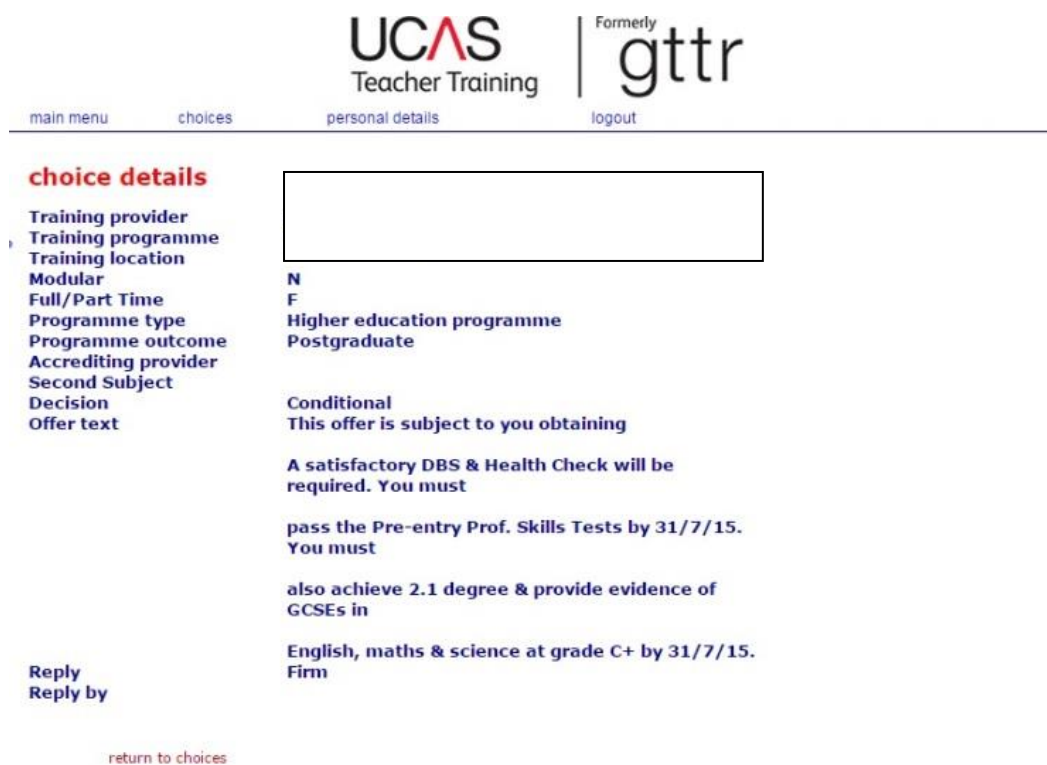 UCAS
Teacher Training
Formerly
gttr
main menu choices personal details logout
choice details
Training provider
Training programme
Training location
Modular N
Full/Part Time F
Programme type Higher education programme
Programme outcome Postgraduate
Accrediting provider
Second Subject
Decision Conditional
Offer text This offer is subject to you obtaining
A satisfactory DBS & Health Check will be
required. You must
pass the Pre-entry Prof. Skills Tests by 31/7/15.
You must
also achieve 2.1 degree & provide evidence of
GCSEs in
English, maths & science at grade C+ by 31/7/15.
Reply Firm
Reply by
return to choices